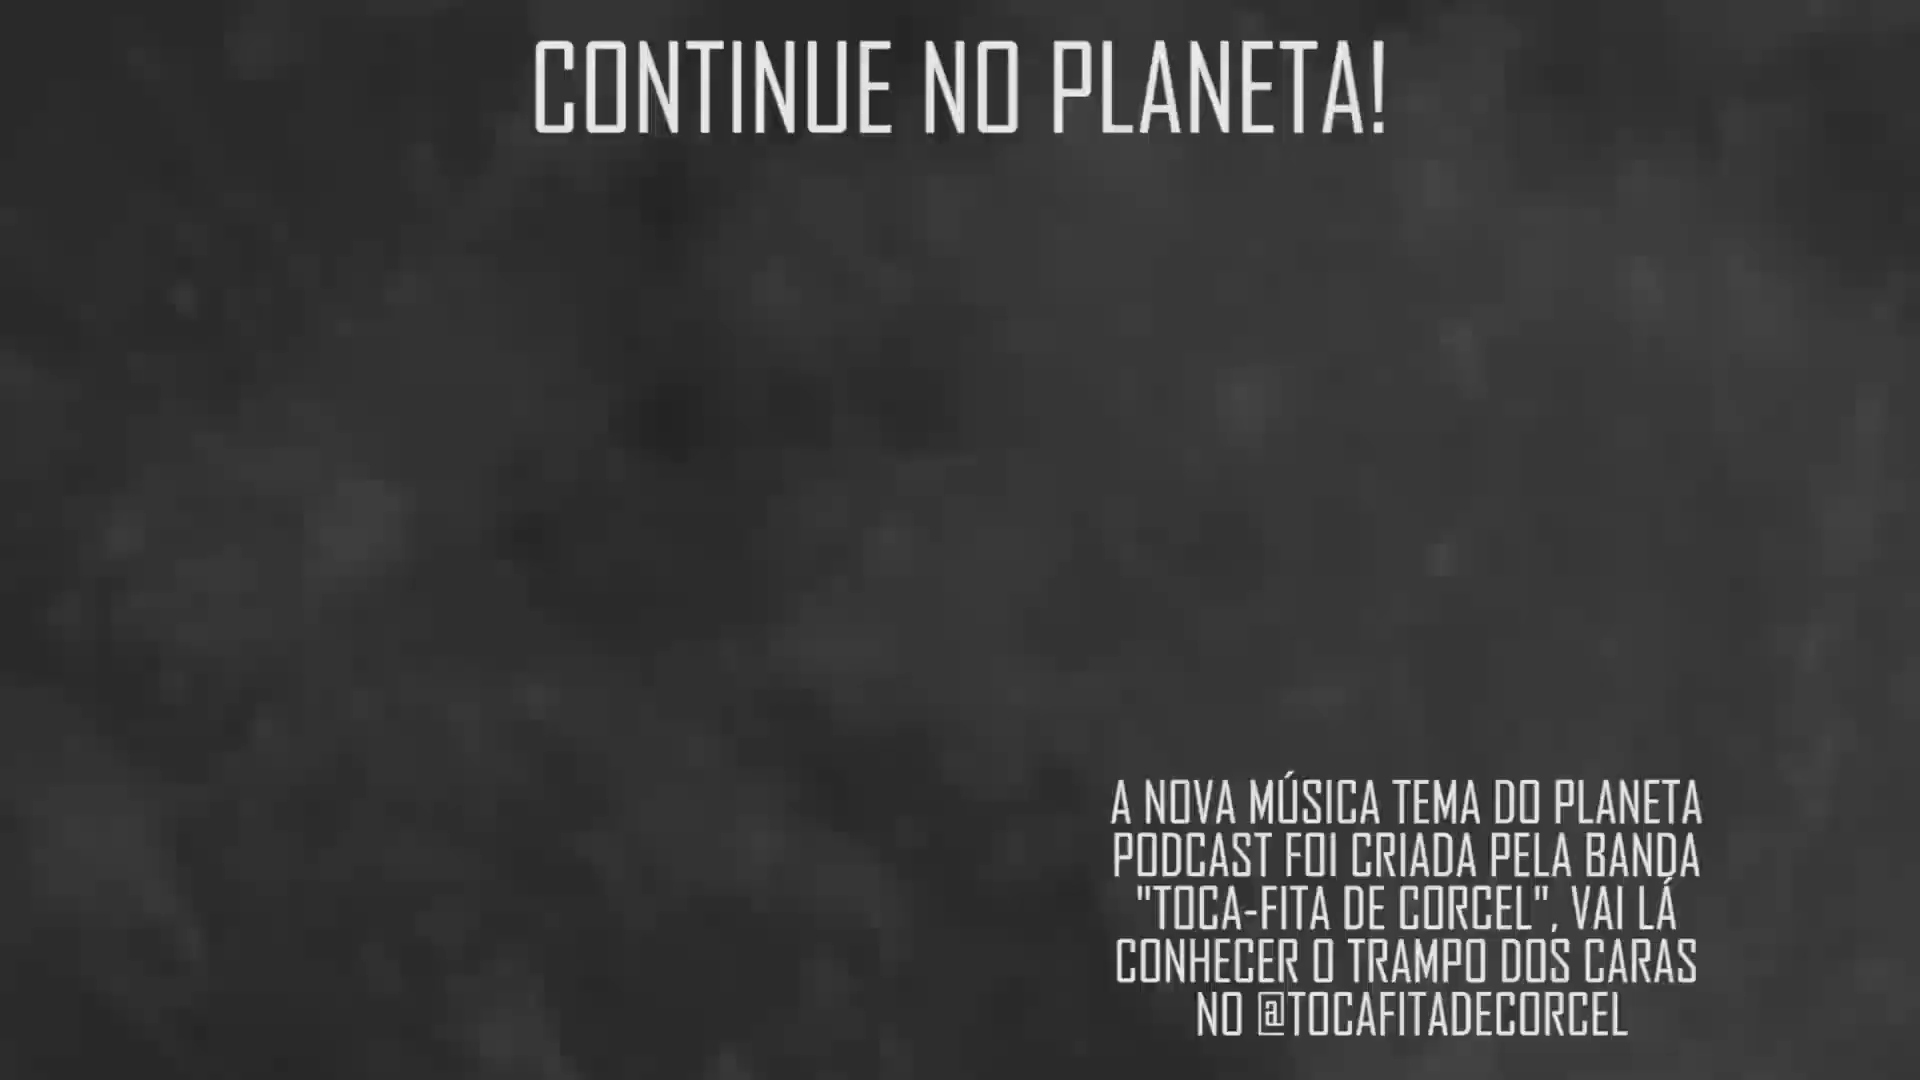 CONTINUE NO PLANETA!
A NOVA MÚSICA TEMA DO PLANETA
PODCAST FOI CRIADA PELA BANDA
"TOCA-FITA DE CORCEL", VAI LÁ
CONHECER O TRAMPO DOS CARAS
NO @TOCAFITADECORCEL